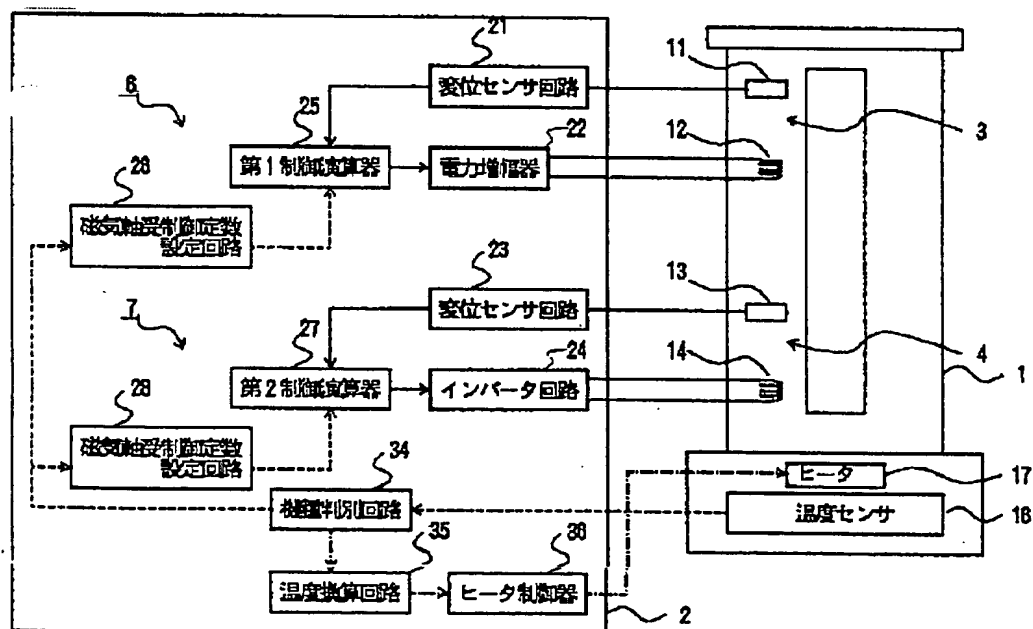 21
変位センサ回路
11
6
25
22
12
3
第1制御演算器
電力増幅器
26
磁気軸受制御定数
設定回路
23
変位センサ回路
13
7
27
24
14
4
1
第2制御演算器
インバータ回路
28
磁気軸受制御定数
設定回路
34
機種判別回路
ヒータ
17
温度センサ
16
35
36
温度換算回路
ヒータ制御器
2